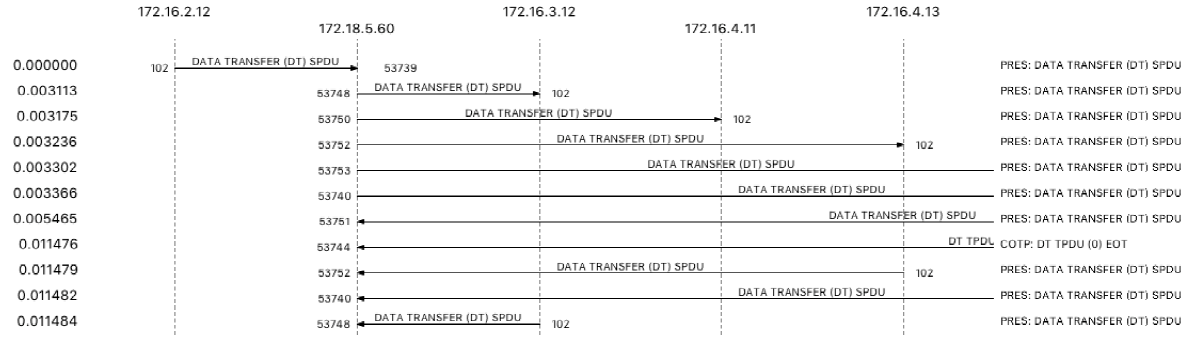 172.16.2.12 172.16.3.12 172.16.4.13
172.18.5.60 172.16.4.11
0.000000 102 DATA TRANSFER (DT) SPDU 53739 PRES: DATA TRANSFER (DT) SPDU
0.003113 53748 DATA TRANSFER (DT) SPDU 102 PRES: DATA TRANSFER (DT) SPDU
0.003175 53750 DATA TRANSFER (DT) SPDU 102 PRES: DATA TRANSFER (DT) SPDU
0.003236 53752 DATA TRANSFER (DT) SPDU 102 PRES: DATA TRANSFER (DT) SPDU
0.003302 53753 DATA TRANSFER (DT) SPDU PRES: DATA TRANSFER (DT) SPDU
0.003366 53740 DATA TRANSFER (DT) SPDU PRES: DATA TRANSFER (DT) SPDU
0.005465 53751 DATA TRANSFER (DT) SPDU PRES: DATA TRANSFER (DT) SPDU
0.011476 53744 DT TPDU COTP: DT TPDU (0) EOT
0.011479 53752 DATA TRANSFER (DT) SPDU 102 PRES: DATA TRANSFER (DT) SPDU
0.011482 53740 DATA TRANSFER (DT) SPDU PRES: DATA TRANSFER (DT) SPDU
0.011484 53748 DATA TRANSFER (DT) SPDU 102 PRES: DATA TRANSFER (DT) SPDU